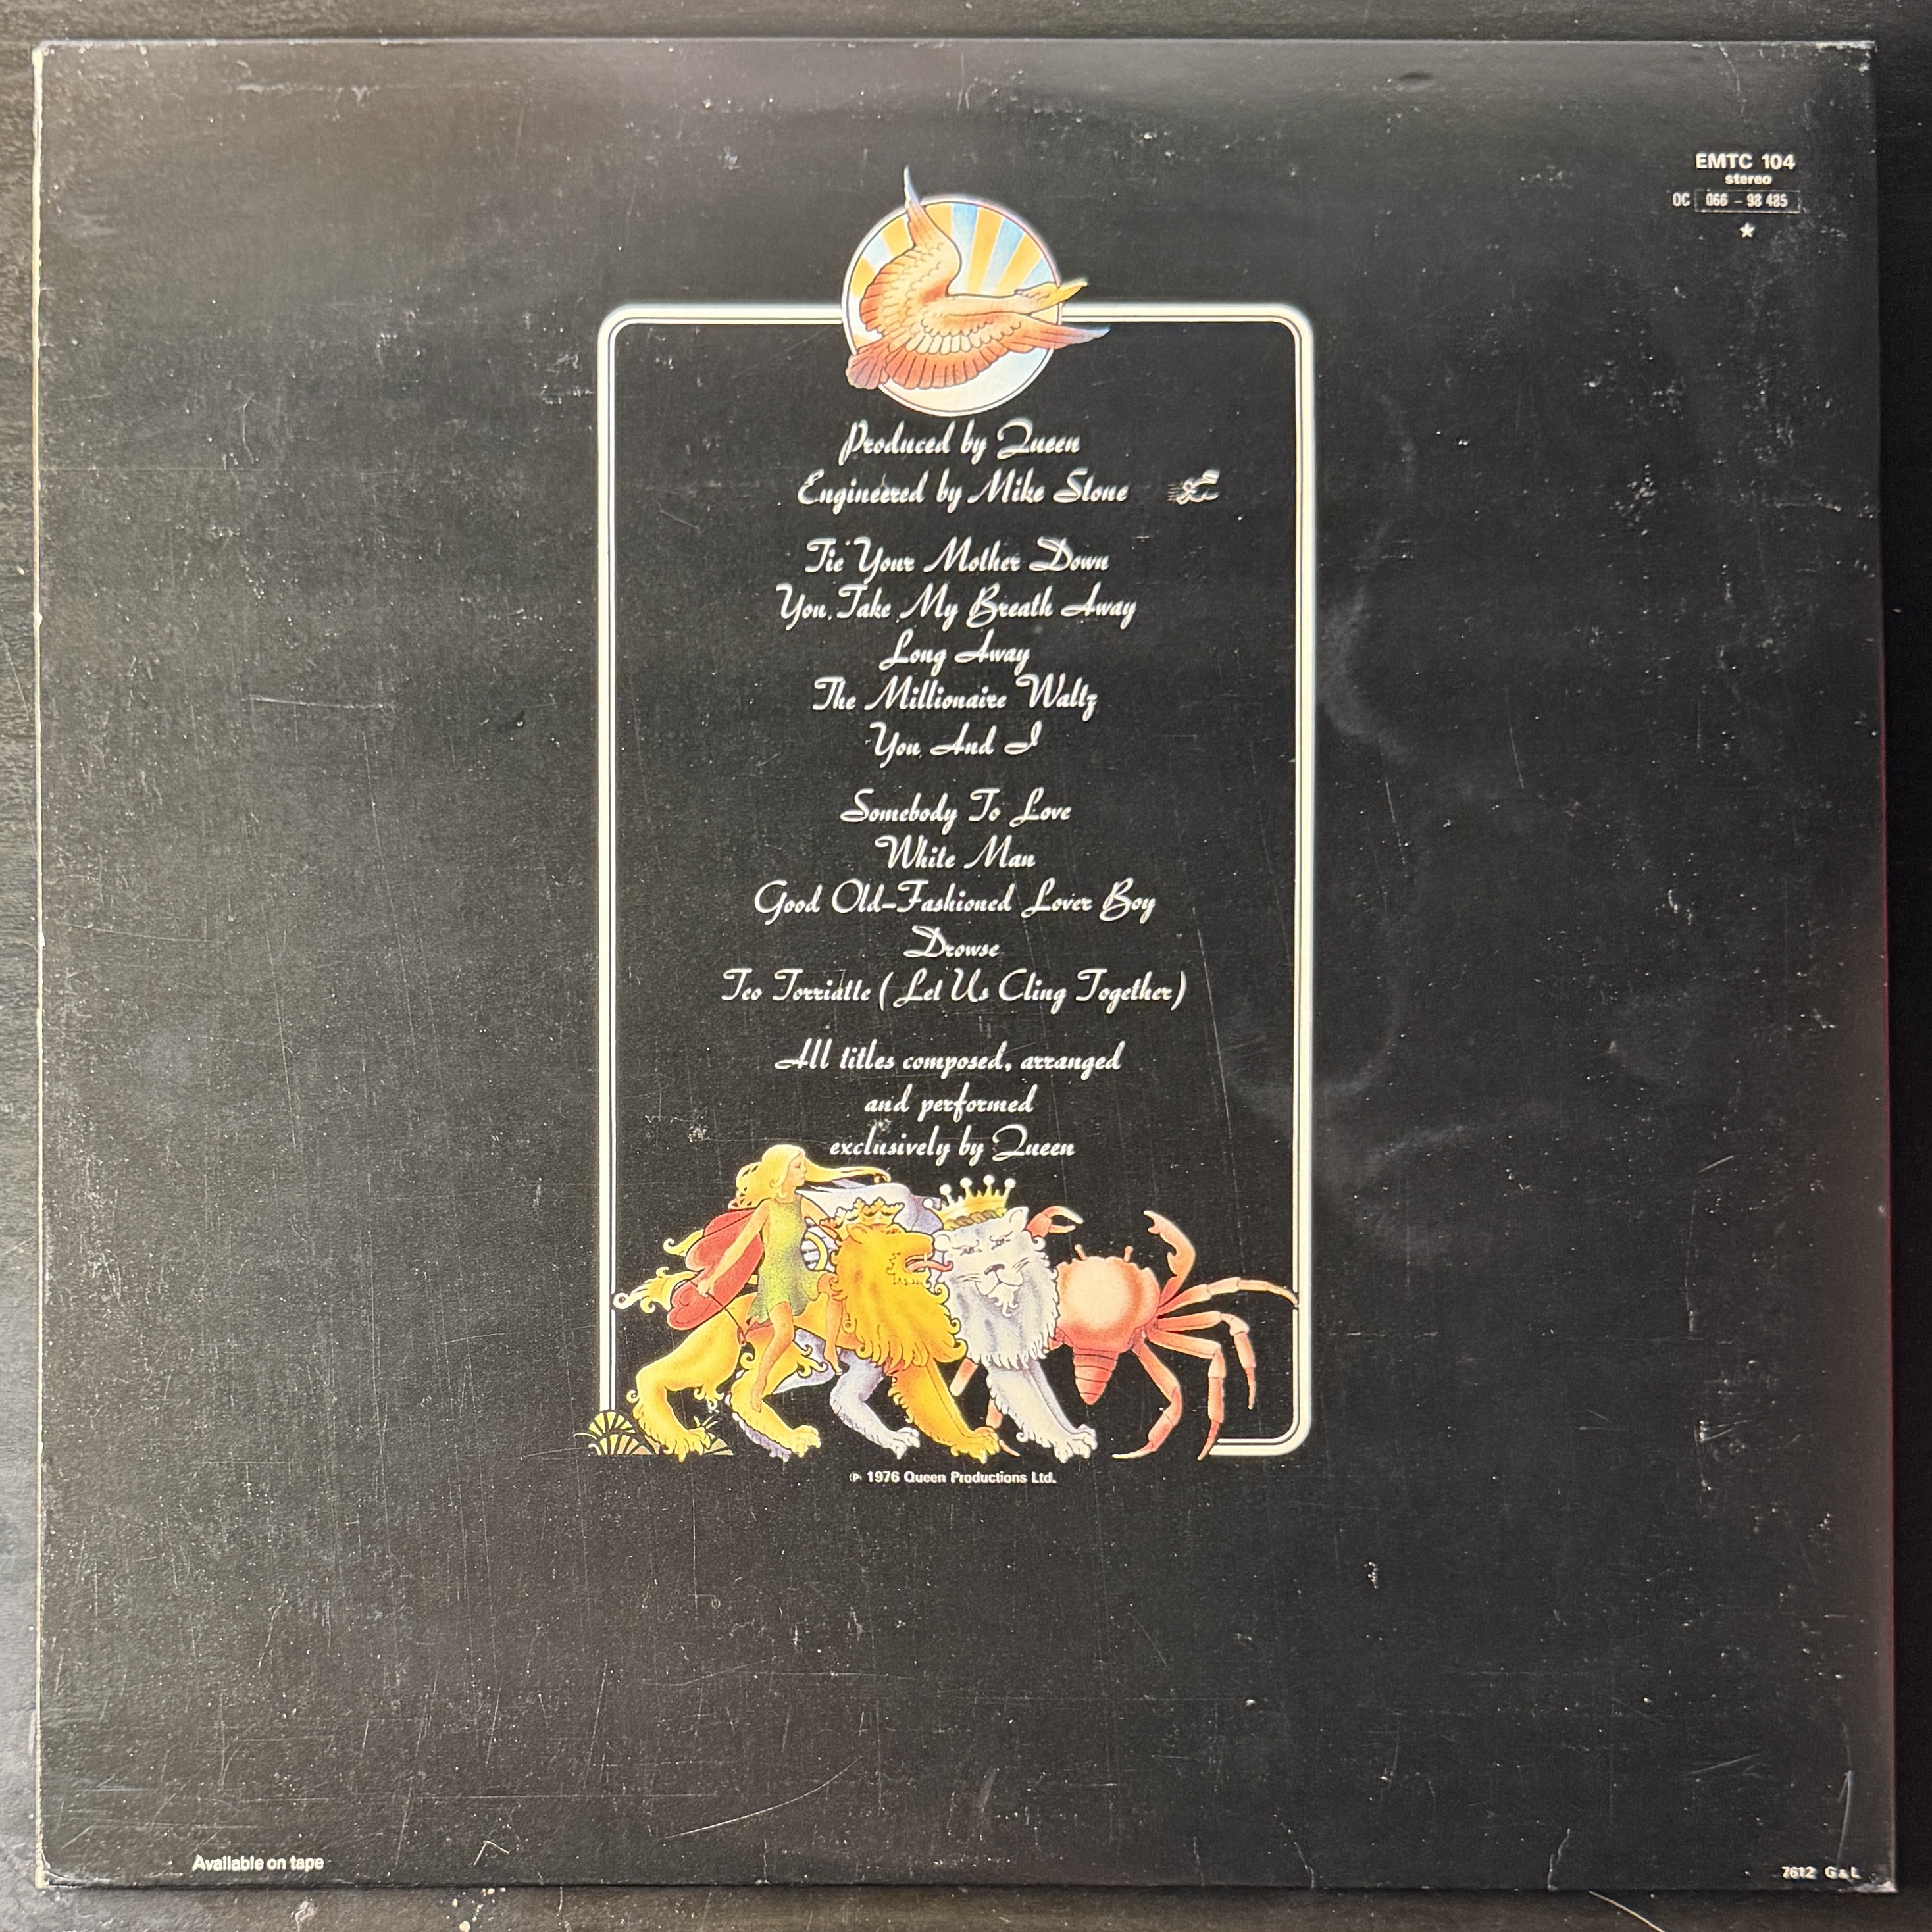 EMTC 104
stereo
OC 066 - 98 485
★
Produced by Queen
Engineered by Mike Stone
Tie Your Mother Down
You Take My Breath Away
Long Away
The Millionaire Waltz
You And I
Somebody To Love
White Man
Good Old-Fashioned Lover Boy
Drowse
Teo Torriatte (Let Us Cling Together)
All titles composed, arranged
and performed
exclusively by Queen
℗ 1976 Queen Productions Ltd.
Available on tape
7612 G&L